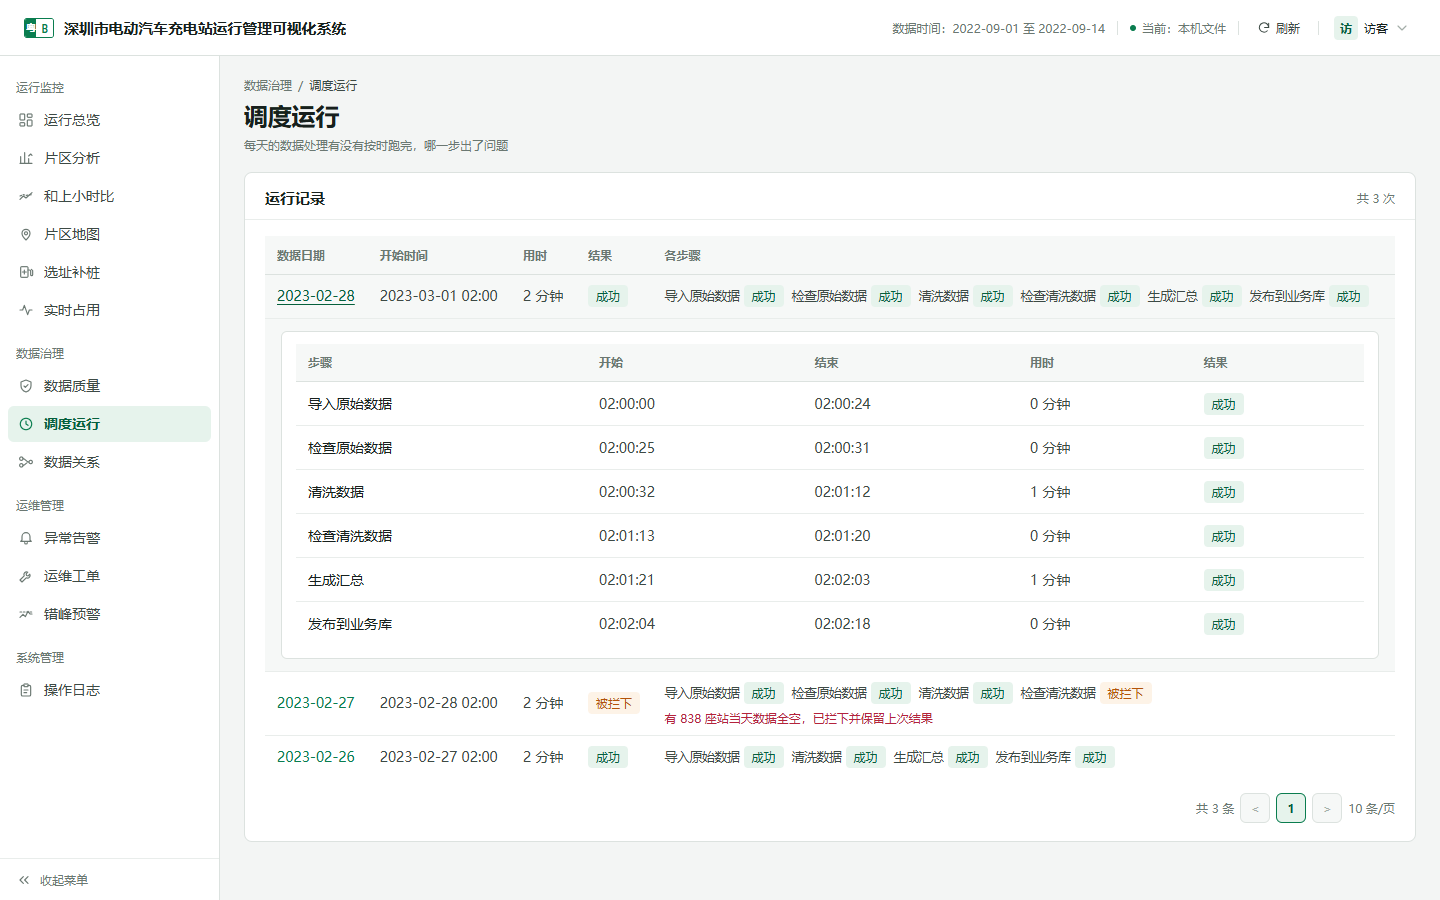 粤 B 深圳市电动汽车充电站运行管理可视化系统
数据时间：2022-09-01 至 2022-09-14
当前：本机文件
刷新
访 访客
运行监控
运行总览
片区分析
和上小时比
片区地图
选址补桩
实时占用
数据治理
数据质量
调度运行
数据关系
运维管理
异常告警
运维工单
错峰预警
系统管理
操作日志
收起菜单
数据治理 / 调度运行
调度运行
每天的数据处理有没有按时跑完，哪一步出了问题
运行记录 共 3 次
数据日期 开始时间 用时 结果 各步骤
2023-02-28 2023-03-01 02:00 2 分钟 成功 导入原始数据 成功 检查原始数据 成功 清洗数据 成功 检查清洗数据 成功 生成汇总 成功 发布到业务库 成功
步骤 开始 结束 用时 结果
导入原始数据 02:00:00 02:00:24 0 分钟 成功
检查原始数据 02:00:25 02:00:31 0 分钟 成功
清洗数据 02:00:32 02:01:12 1 分钟 成功
检查清洗数据 02:01:13 02:01:20 0 分钟 成功
生成汇总 02:01:21 02:02:03 1 分钟 成功
发布到业务库 02:02:04 02:02:18 0 分钟 成功
2023-02-27 2023-02-28 02:00 2 分钟 被拦下 导入原始数据 成功 检查原始数据 成功 清洗数据 成功 检查清洗数据 被拦下
有 838 座站当天数据全空，已拦下并保留上次结果
2023-02-26 2023-02-27 02:00 2 分钟 成功 导入原始数据 成功 清洗数据 成功 生成汇总 成功 发布到业务库 成功
共 3 条 < 1 > 10 条/页